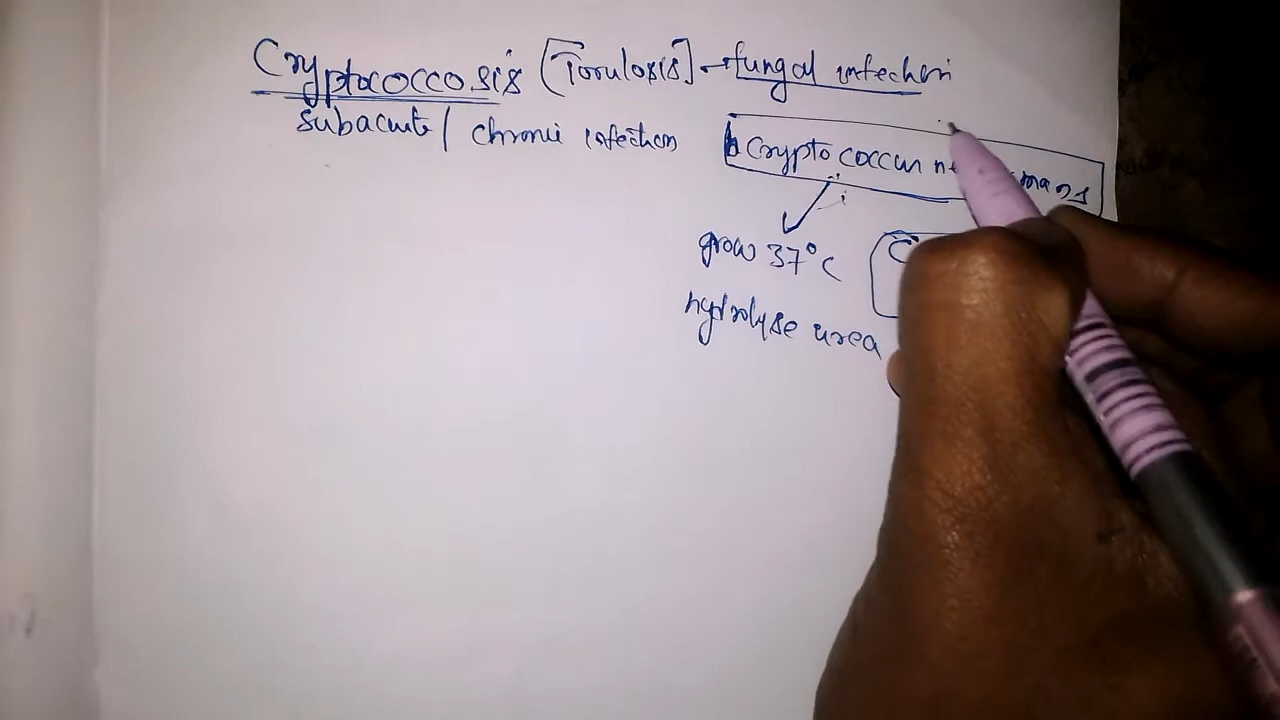 Cryptococcosis [Torulosis] → fungal infection
subacute / chronic infection
Cryptococcus
grow 37°C
hydrolyse urea